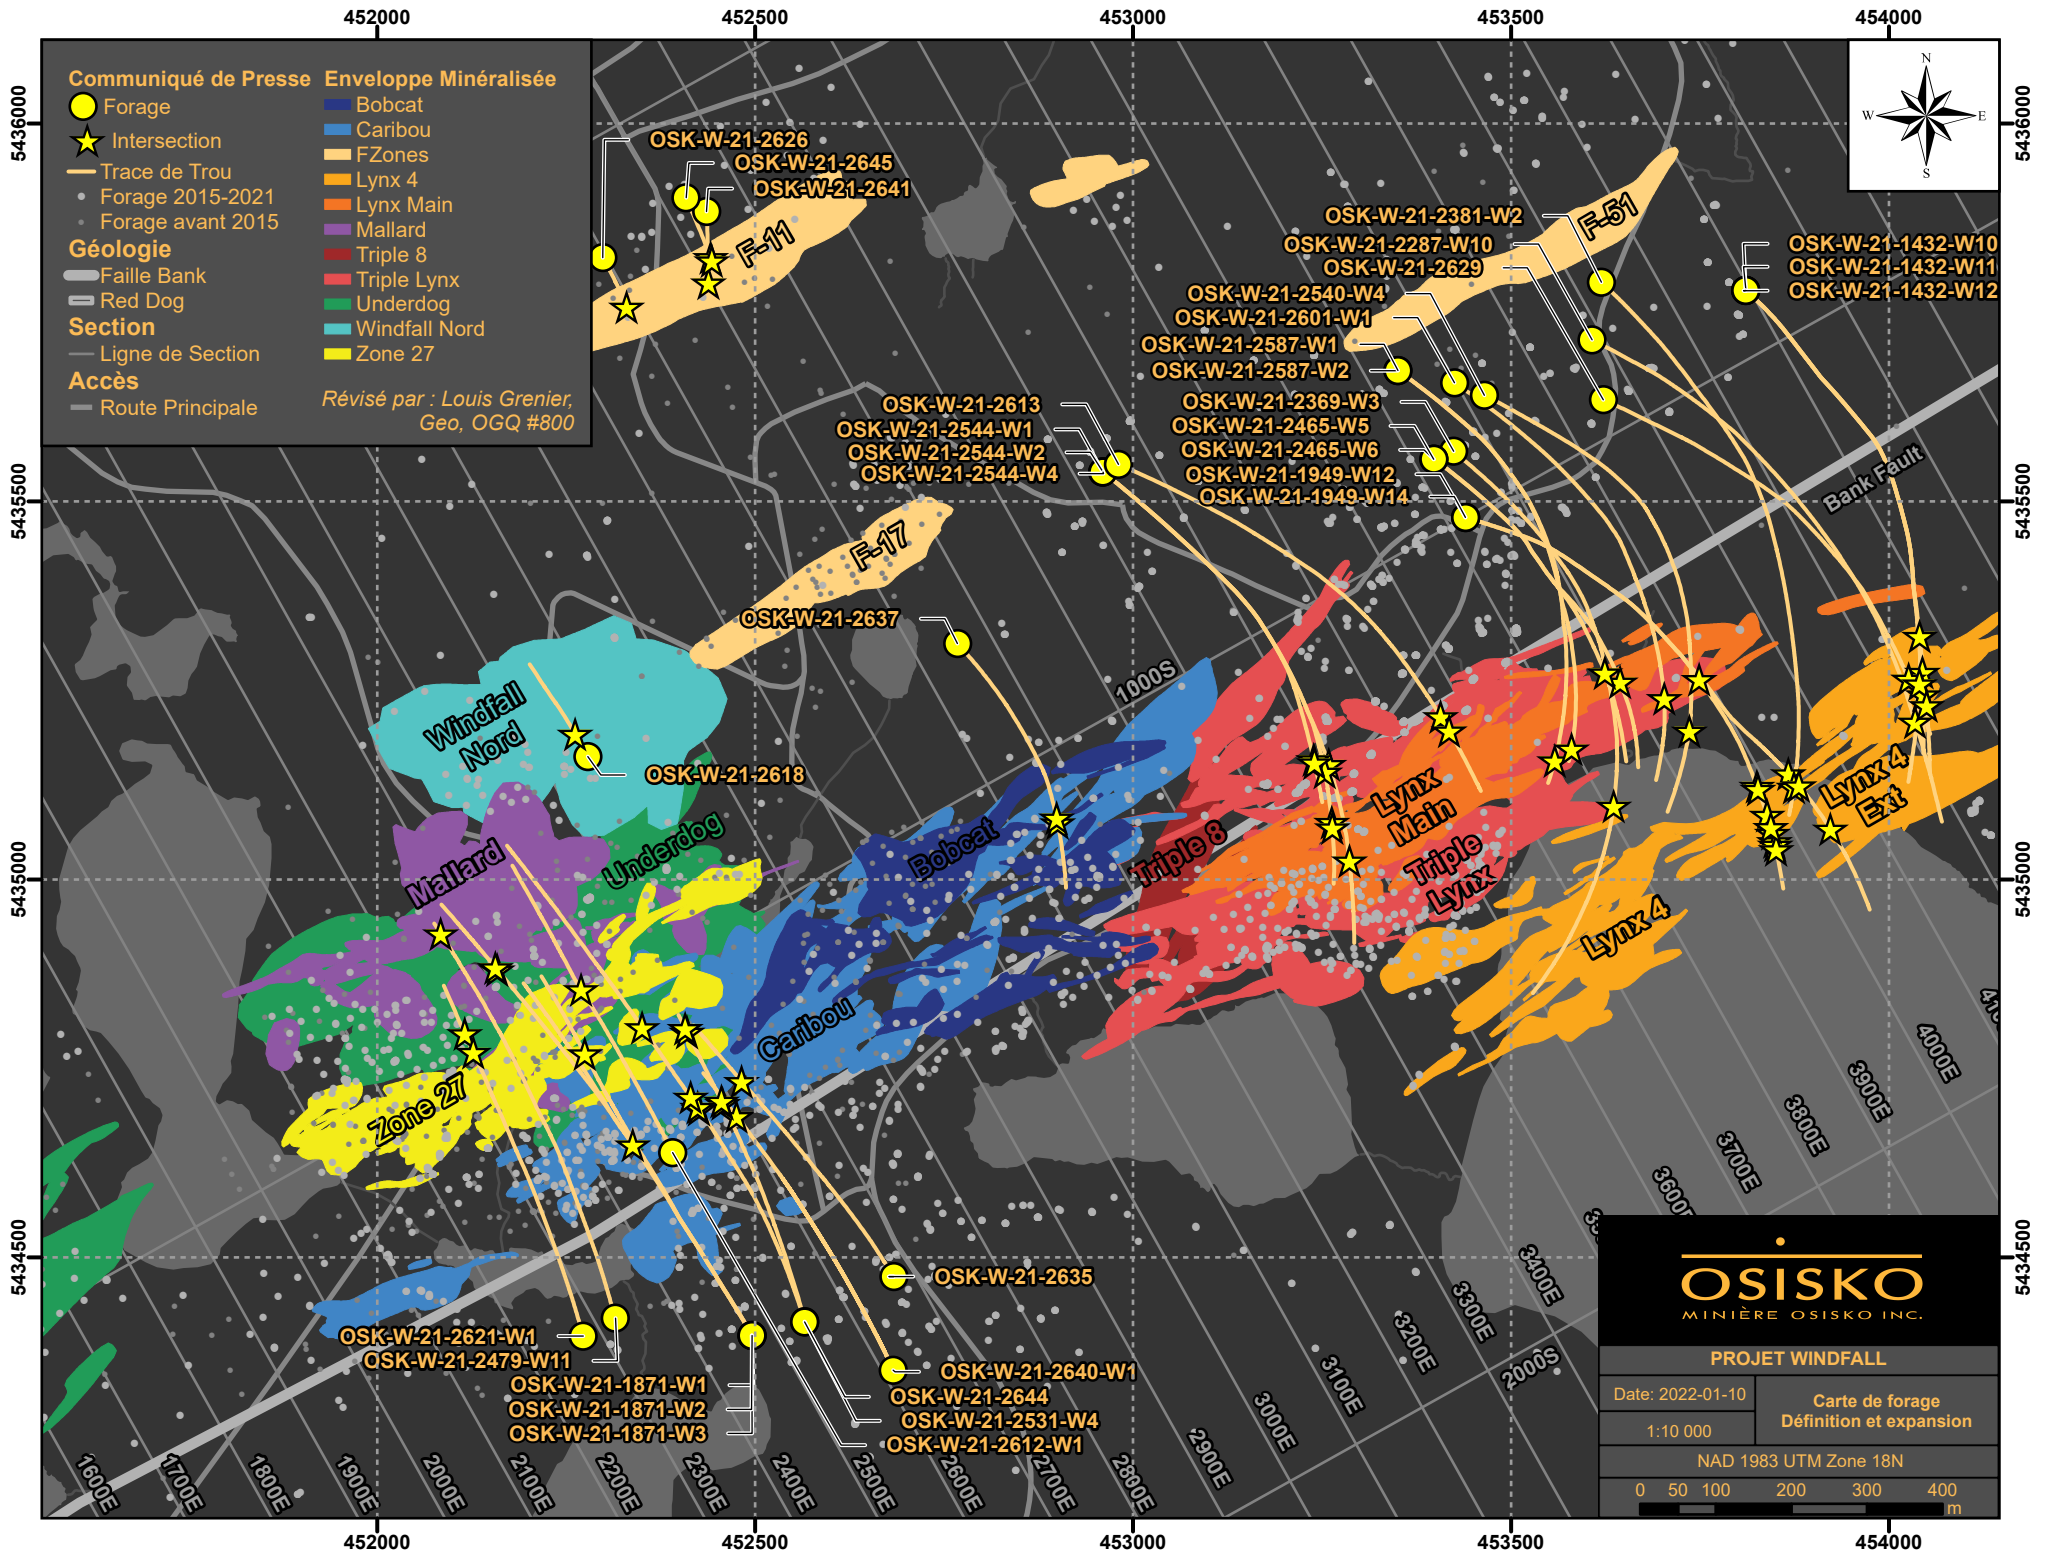 452000
452500
453000
453500
454000
5436000
5435500
5435000
5434500
5436000
5435500
5435000
5434500
Communiqué de Presse
Forage
Intersection
Trace de Trou
Forage 2015-2021
Forage avant 2015
Géologie
Faille Bank
Red Dog
Section
Ligne de Section
Accès
Route Principale
Enveloppe Minéralisée
Bobcat
Caribou
FZones
Lynx 4
Lynx Main
Mallard
Triple 8
Triple Lynx
Underdog
Windfall Nord
Zone 27
Révisé par : Louis Grenier,
Geo, OGQ #800
N
W
E
S
OSK-W-21-2626
OSK-W-21-2645
OSK-W-21-2641
F-11
F-51
OSK-W-21-2381-W2
OSK-W-21-2287-W10
OSK-W-21-2629
OSK-W-21-2540-W4
OSK-W-21-2601-W1
OSK-W-21-2587-W1
OSK-W-21-2587-W2
OSK-W-21-2369-W3
OSK-W-21-2465-W5
OSK-W-21-2465-W6
OSK-W-21-1949-W12
OSK-W-21-1949-W14
OSK-W-21-1432-W10
OSK-W-21-1432-W11
OSK-W-21-1432-W12
OSK-W-21-2613
OSK-W-21-2544-W1
OSK-W-21-2544-W2
OSK-W-21-2544-W4
Bank Fault
F-17
OSK-W-21-2637
1000S
Windfall
Nord
OSK-W-21-2618
Mallard
Underdog
Bobcat
Triple 8
Lynx
Main
Triple
Lynx
Lynx 4
Ext
Lynx 4
Caribou
Zone 27
OSK-W-21-2635
OSK-W-21-2621-W1
OSK-W-21-2479-W11
OSK-W-21-1871-W1
OSK-W-21-1871-W2
OSK-W-21-1871-W3
OSK-W-21-2640-W1
OSK-W-21-2644
OSK-W-21-2531-W4
OSK-W-21-2612-W1
1600E
1700E
1800E
1900E
2000E
2100E
2200E
2300E
2400E
2500E
2600E
2700E
2800E
2900E
3000E
3100E
3200E
3300E
3400E
3600E
3700E
3800E
3900E
4000E
2000S
OSISKO
MINIÈRE OSISKO INC.
PROJET WINDFALL
Date: 2022-01-10
1:10 000
Carte de forage
Définition et expansion
NAD 1983 UTM Zone 18N
0 50 100 200 300 400
m
452000
452500
453000
453500
454000